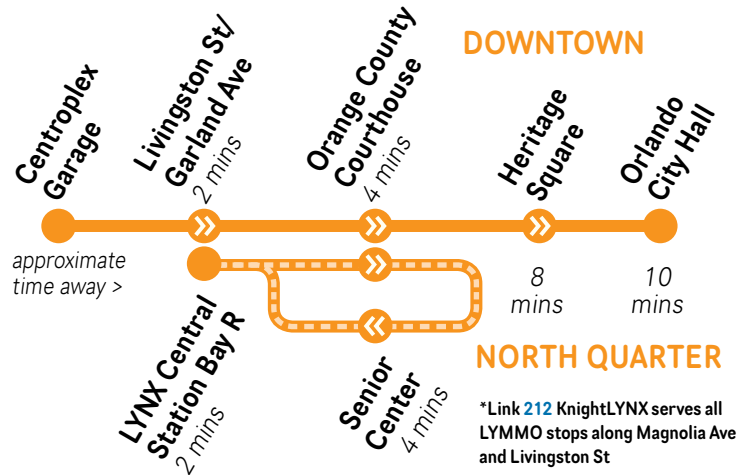 DOWNTOWN
Centroplex
Garage
Livingston St/
Garland Ave
2 mins
Orange County
Courthouse
4 mins
Heritage
Square
Orlando
City Hall
approximate
time away >
8
mins
10
mins
LYNX Central
Station Bay R
2 mins
Senior
Center
4 mins
NORTH QUARTER
*Link 212 KnightLYNX serves all
LYMMO stops along Magnolia Ave
and Livingston St